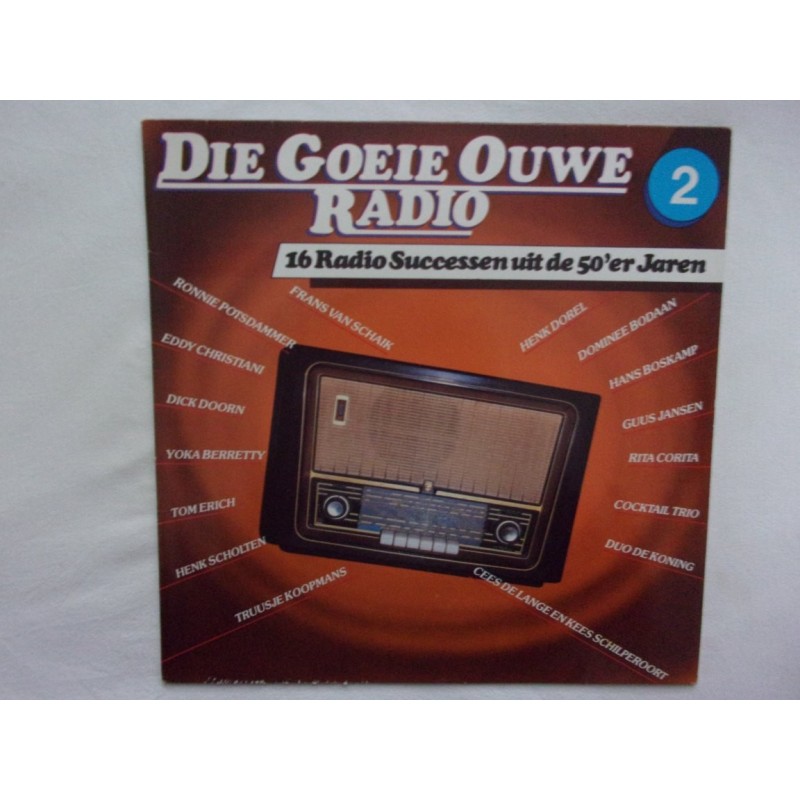 DIE GOEIE OUWE
RADIO
2
16 Radio Successen uit de 50'er Jaren
RONNIE POTSDAMMER
FRANS VAN SCHAIK
HENK DOREL
DOMINEE BODAAN
EDDY CHRISTIANI
HANS BOSKAMP
DICK DOORN
GUUS JANSEN
YOKA BERRETTY
RITA CORITA
TOM ERICH
COCKTAIL TRIO
HENK SCHOLTEN
DUO DE KONING
TRUUSJE KOOPMANS
CEES DE LANGE EN KEES SCHILPEROORT